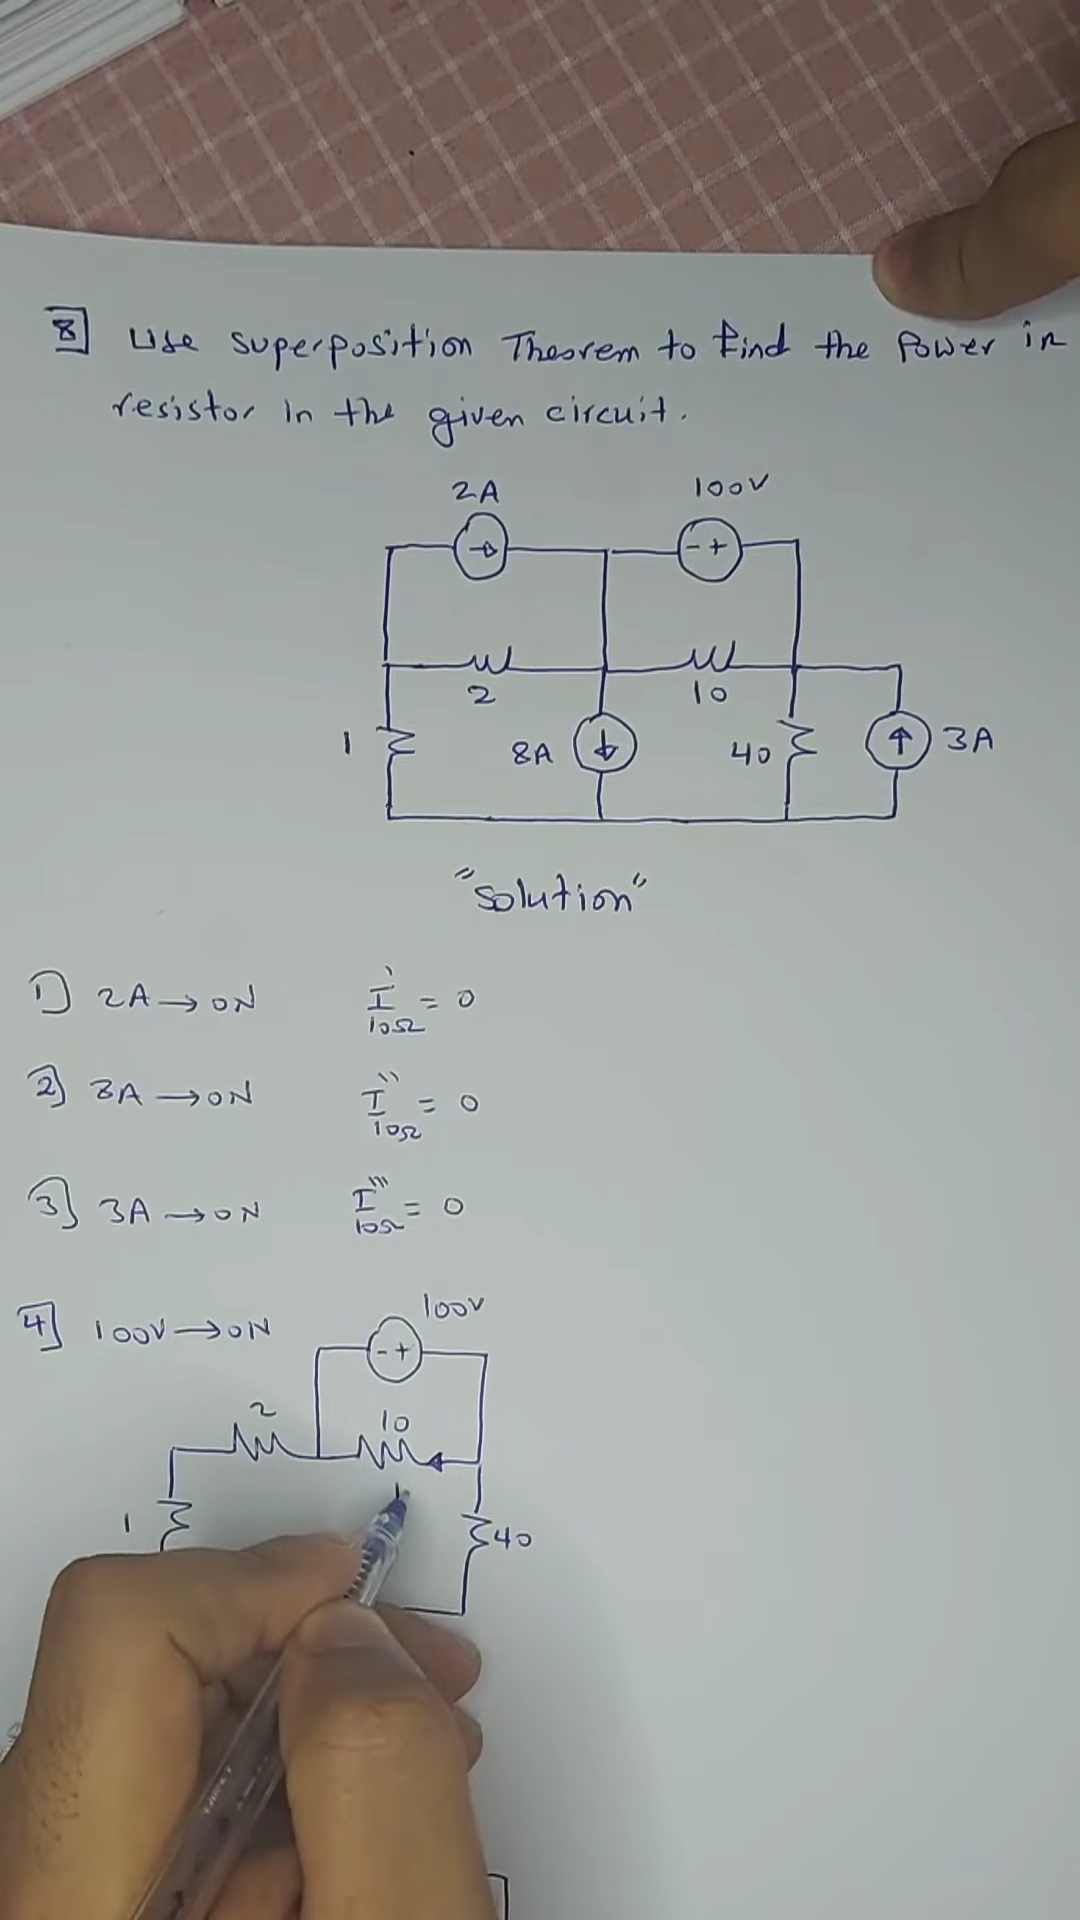 8 Use superposition Theorem to find the Power in
resistor in the given circuit.
2A 100V
- +
2 10
1 8A 40 3A
"Solution"
1) 2A → ON I' 10Ω = 0
2) 8A → ON I'' 10Ω = 0
3) 3A → ON I''' 10Ω = 0
4) 100V → ON 100V
- +
2 10
1 40